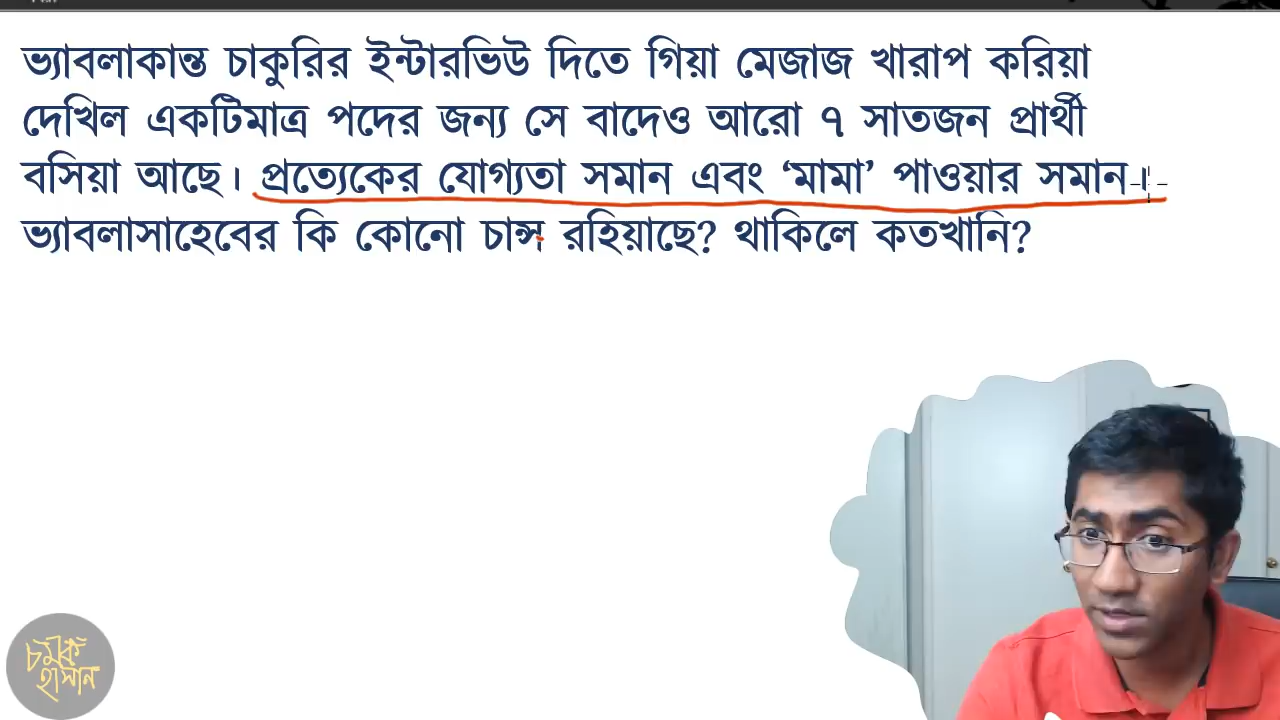 ভ্যাবলাকান্ত চাকুরির ইন্টারভিউ দিতে গিয়া মেজাজ খারাপ করিয়া
দেখিল একটিমাত্র পদের জন্য সে বাদেও আরো ৭ সাতজন প্রার্থী
বসিয়া আছে। প্রত্যেকের যোগ্যতা সমান এবং ‘মামা’ পাওয়ার সমান।
ভ্যাবলাসাহেবের কি কোনো চান্স রহিয়াছে? থাকিলে কতখানি?
চমক
হাসান